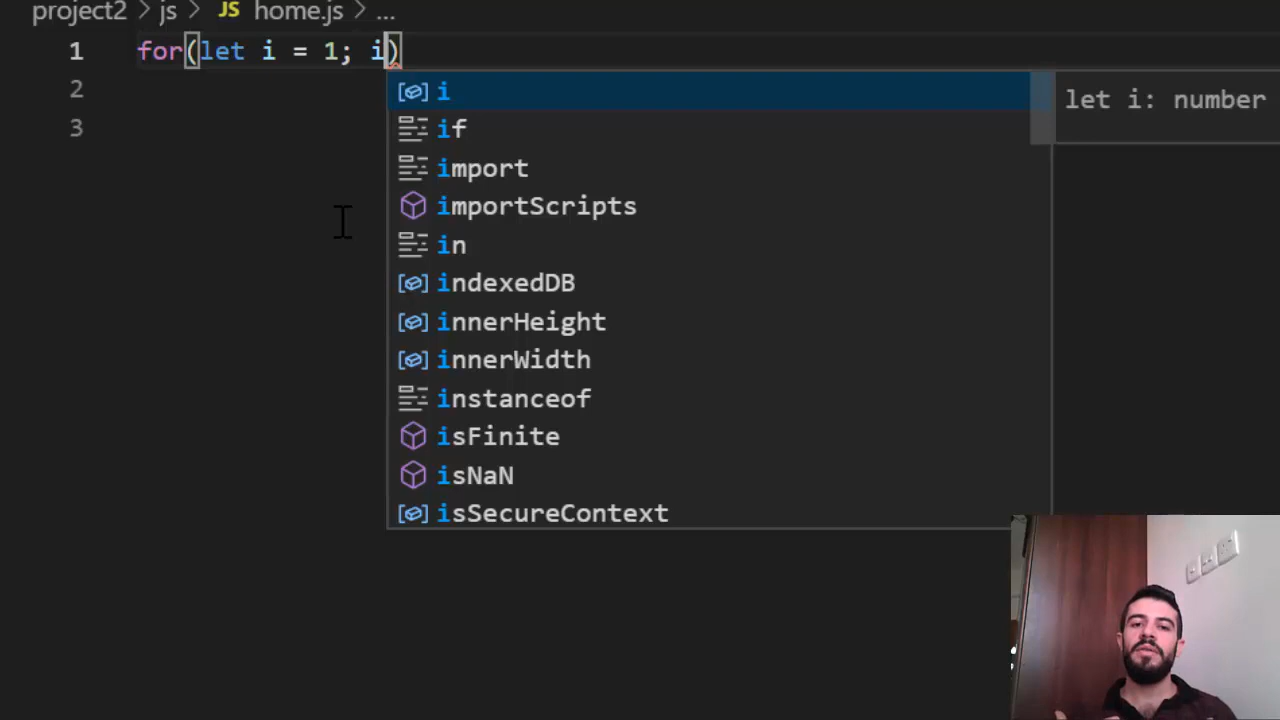 project2 > js > JS home.js > ...
1 for(let i = 1; i)
2
3
i
if
import
importScripts
in
indexedDB
innerHeight
innerWidth
instanceof
isFinite
isNaN
isSecureContext
let i: number